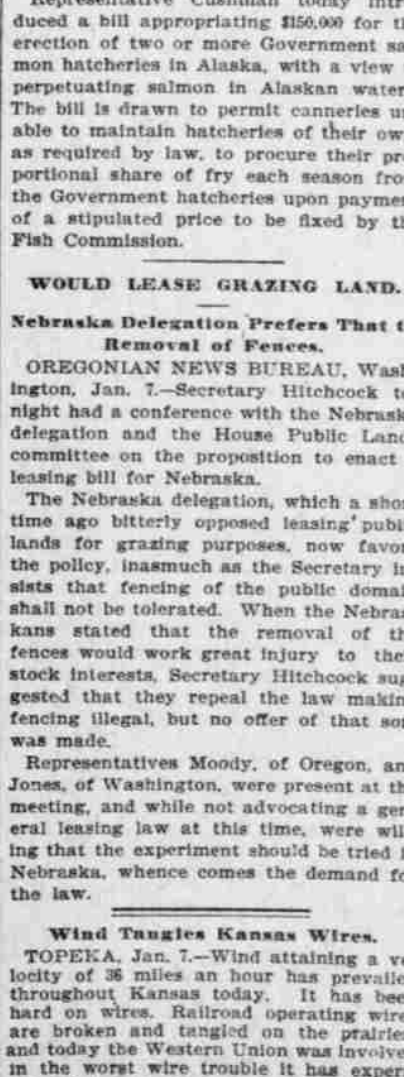 Representative Cushman today intro
duced a bill appropriating $150,000 for th
erection of two or more Government sa
mon hatcheries in Alaska, with a view
perpetuating salmon in Alaskan water
The bill is drawn to permit canneries un
able to maintain hatcheries of their ow
as required by law, to procure their pro
portional share of fry each season fro
the Government hatcheries upon paymen
of a stipulated price to be fixed by th
Fish Commission.
WOULD LEASE GRAZING LAND.
Nebraska Delegation Prefers That t
Removal of Fences.
OREGONIAN NEWS BUREAU, Wash
ington, Jan. 7.—Secretary Hitchcock to
night had a conference with the Nebrask
delegation and the House Public Land
committee on the proposition to enact
leasing bill for Nebraska.
The Nebraska delegation, which a shor
time ago bitterly opposed leasing publi
lands for grazing purposes, now favor
the policy, inasmuch as the Secretary in
sists that fencing of the public domai
shall not be tolerated. When the Nebras
kans stated that the removal of th
fences would work great injury to the
stock interests, Secretary Hitchcock sug
gested that they repeal the law makin
fencing illegal, but no offer of that sor
was made.
Representatives Moody, of Oregon, an
Jones, of Washington, were present at th
meeting, and while not advocating a gen
eral leasing law at this time, were will
ing that the experiment should be tried i
Nebraska, whence comes the demand fo
the law.
Wind Tangles Kansas Wires.
TOPEKA, Jan. 7.—Wind attaining a ve
locity of 36 miles an hour has prevaile
throughout Kansas today. It has bee
hard on wires. Railroad operating wire
are broken and tangled on the prairie
and today the Western Union was involve
in the worst wire trouble it has exper